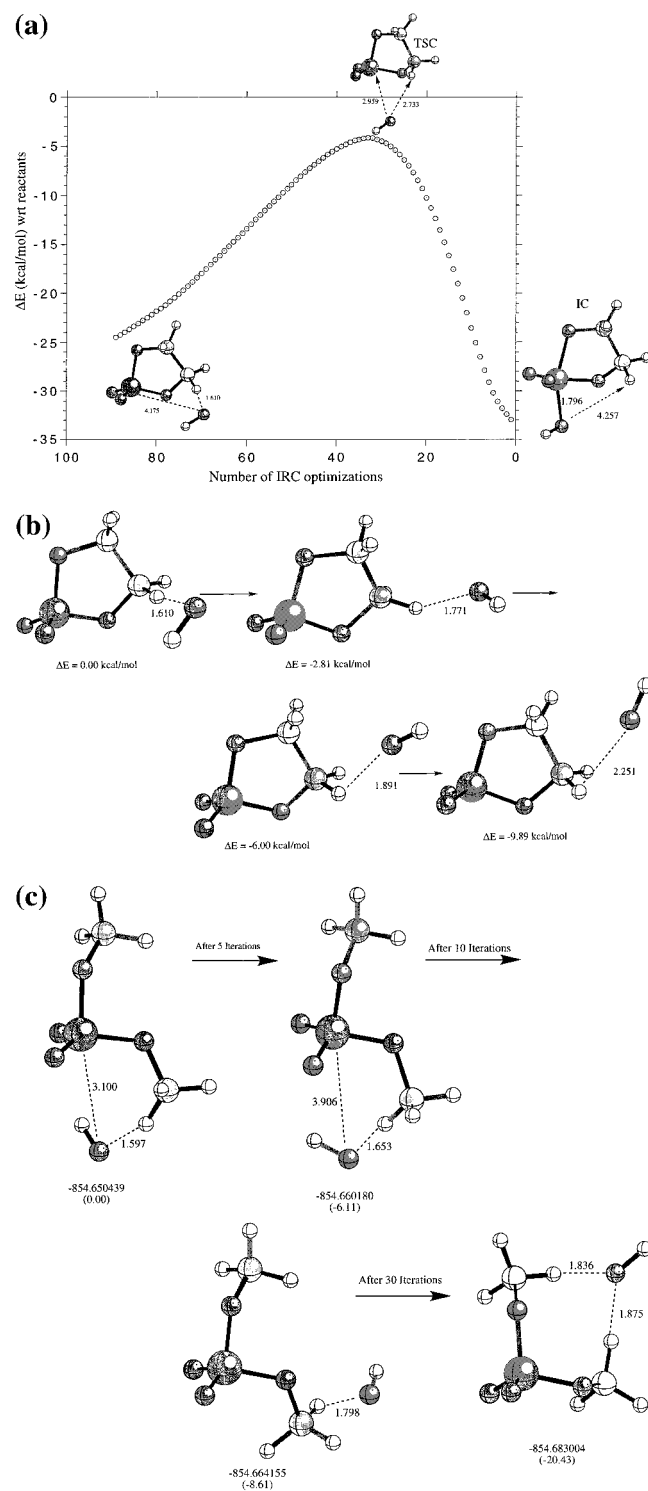 (a)
TSC
2.959
2.733
0
-5
-10
-15
-20
-25
-30
-35
ΔE (kcal/mol) wrt reactants
IC
1.796
4.257
4.175
1.610
100
80
60
40
20
0
Number of IRC optimizations
(b)
1.610
1.771
ΔE = 0.00 kcal/mol
ΔE = -2.81 kcal/mol
1.891
2.251
ΔE = -6.00 kcal/mol
ΔE = -9.89 kcal/mol
(c)
After 5 Iterations
After 10 Iterations
3.100
1.597
3.906
1.653
-854.650439
(0.00)
-854.660180
(-6.11)
After 30 Iterations
1.836
1.875
1.798
-854.664155
(-8.61)
-854.683004
(-20.43)